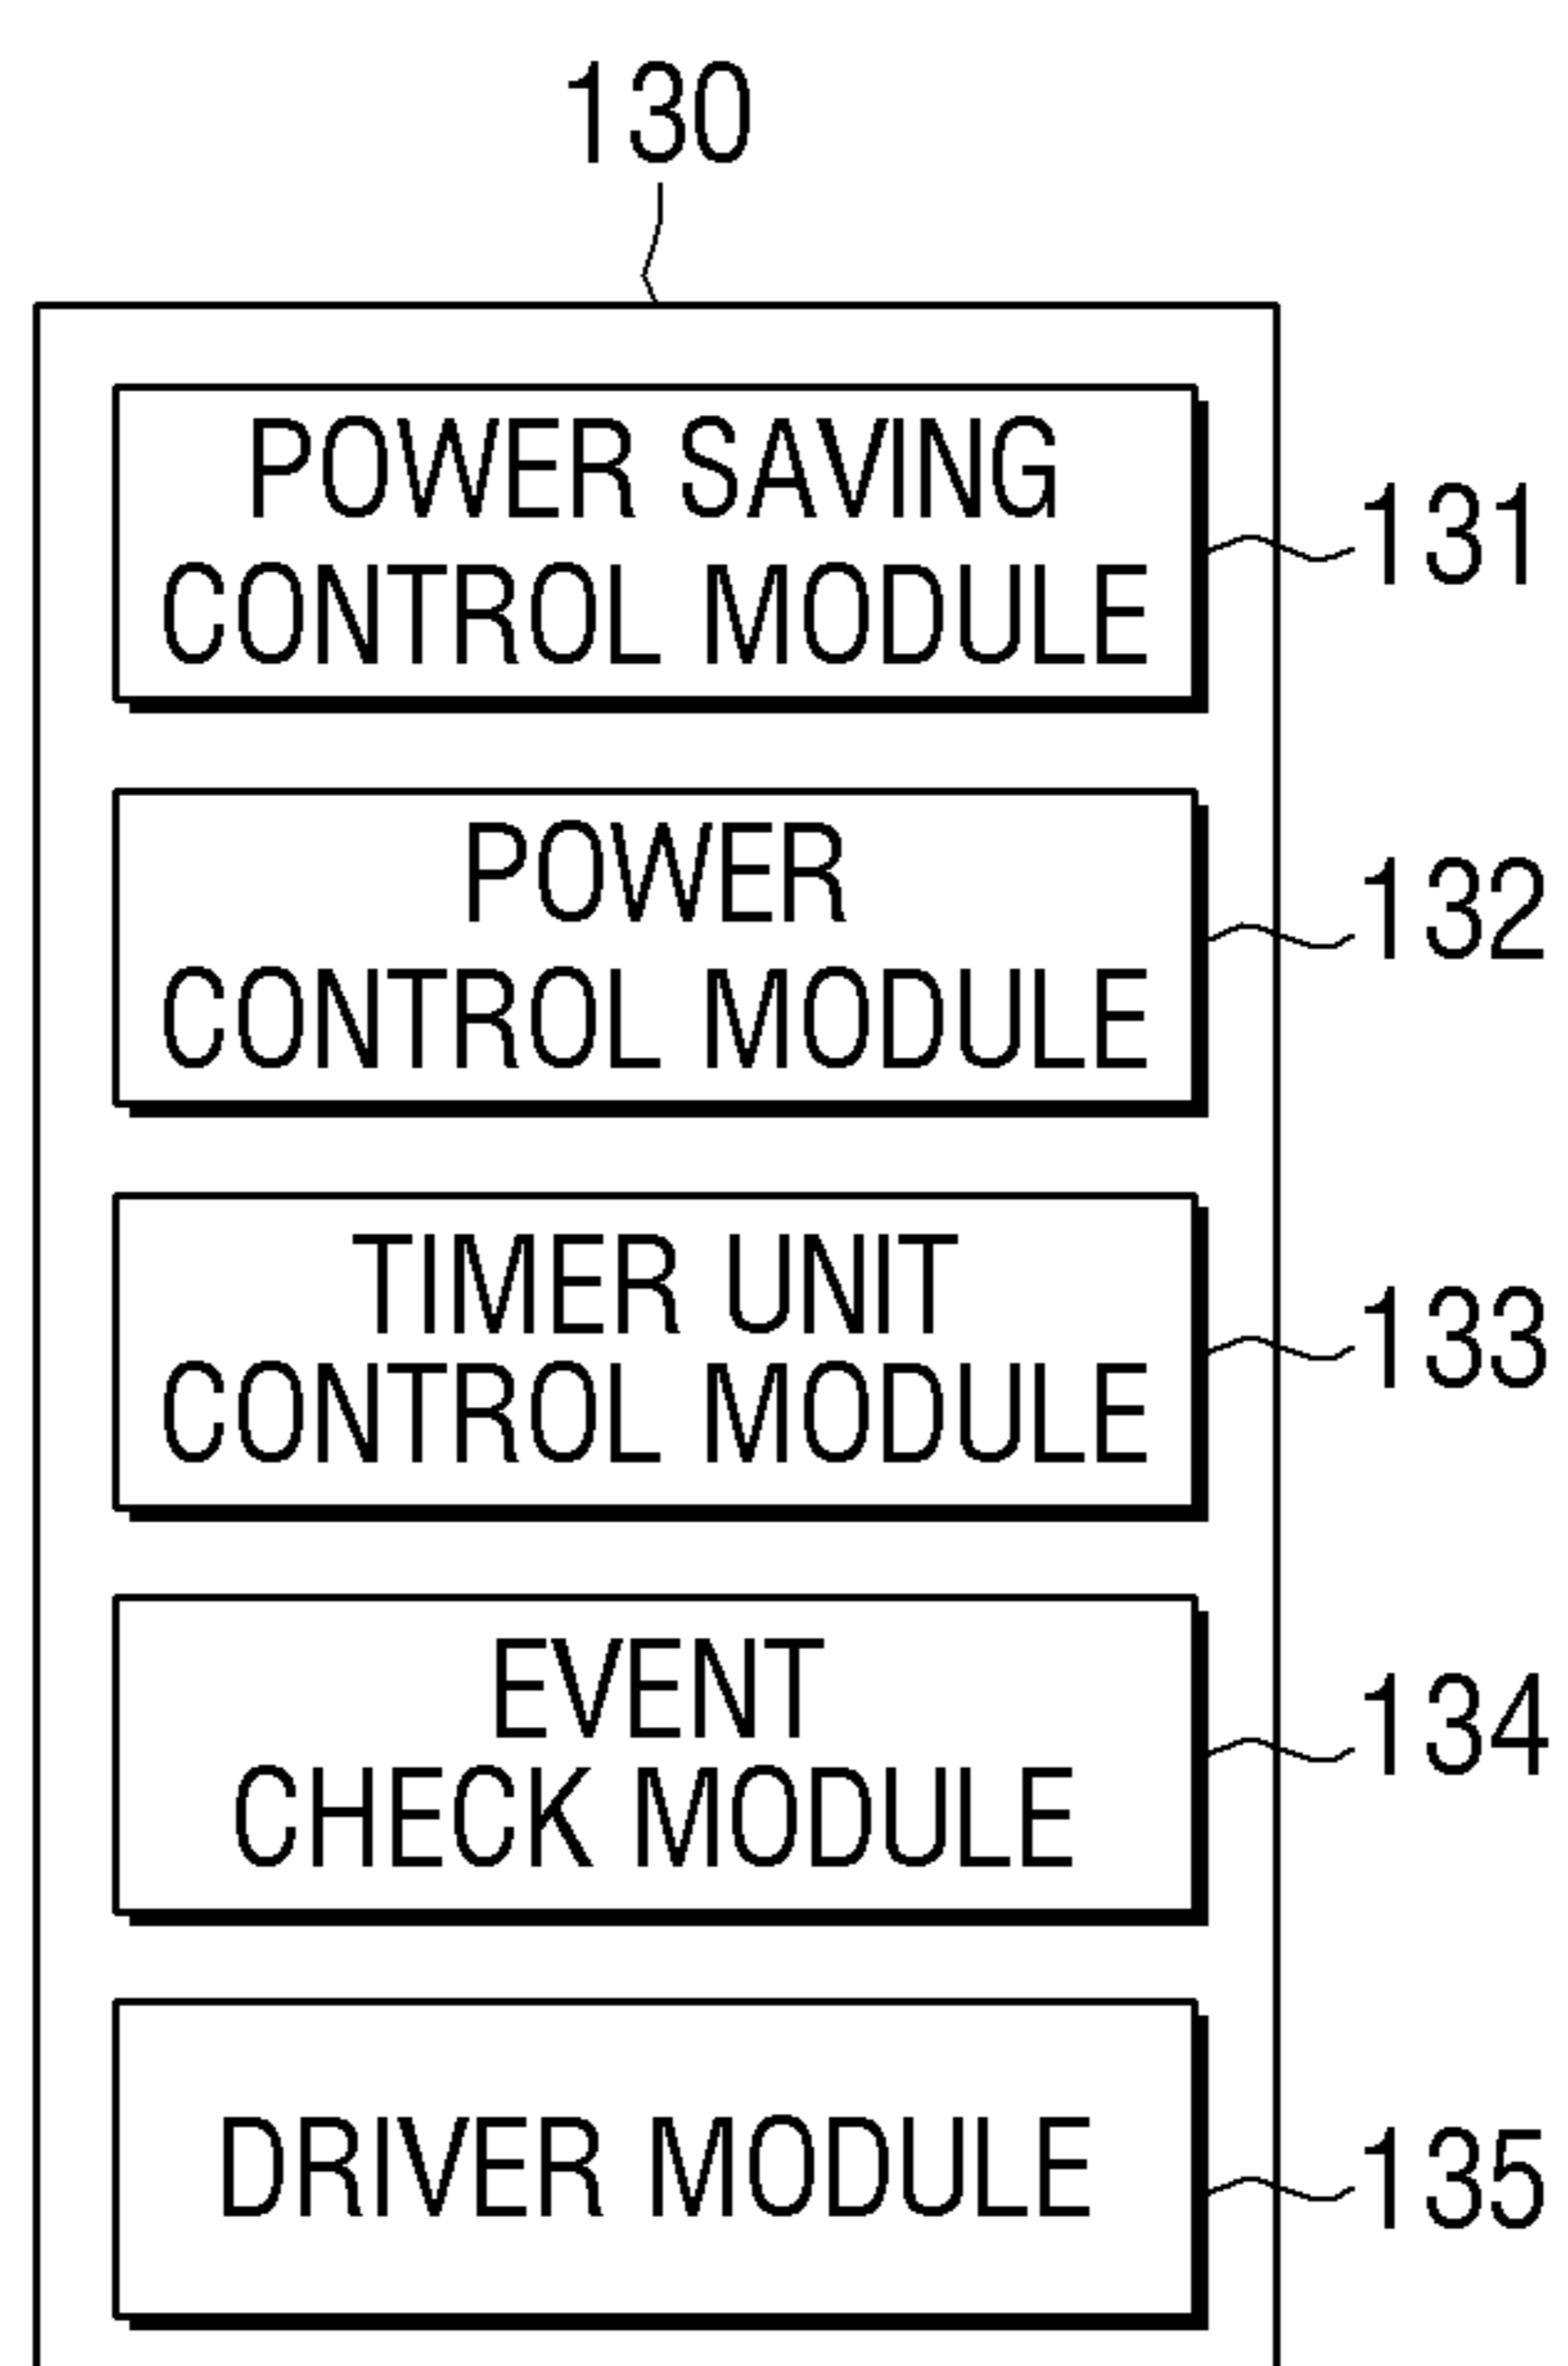 130
POWER SAVING
CONTROL MODULE
131
POWER
CONTROL MODULE
132
TIMER UNIT
CONTROL MODULE
133
EVENT
CHECK MODULE
134
DRIVER MODULE
135